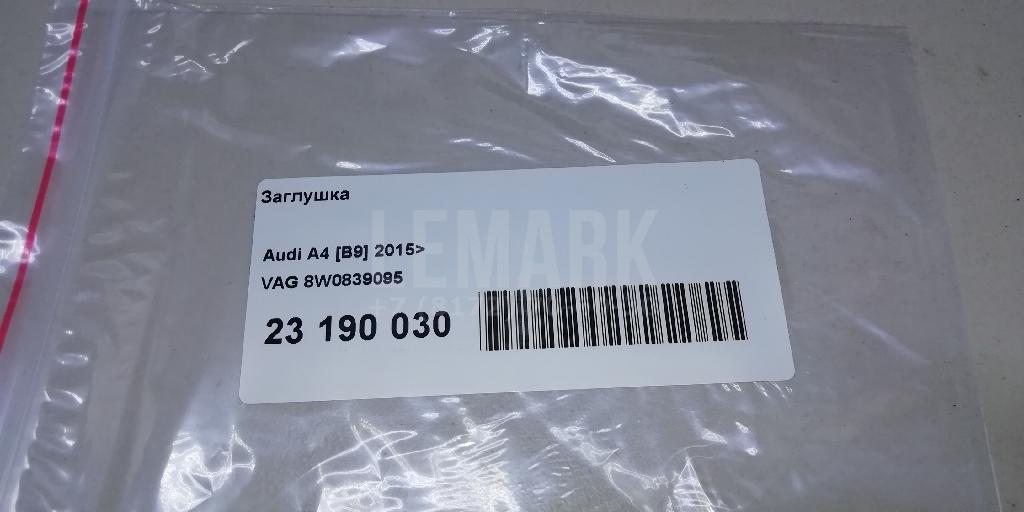 Заглушка
LEMARK
Audi A4 [B9] 2015>
VAG 8W0839095
23 190 030